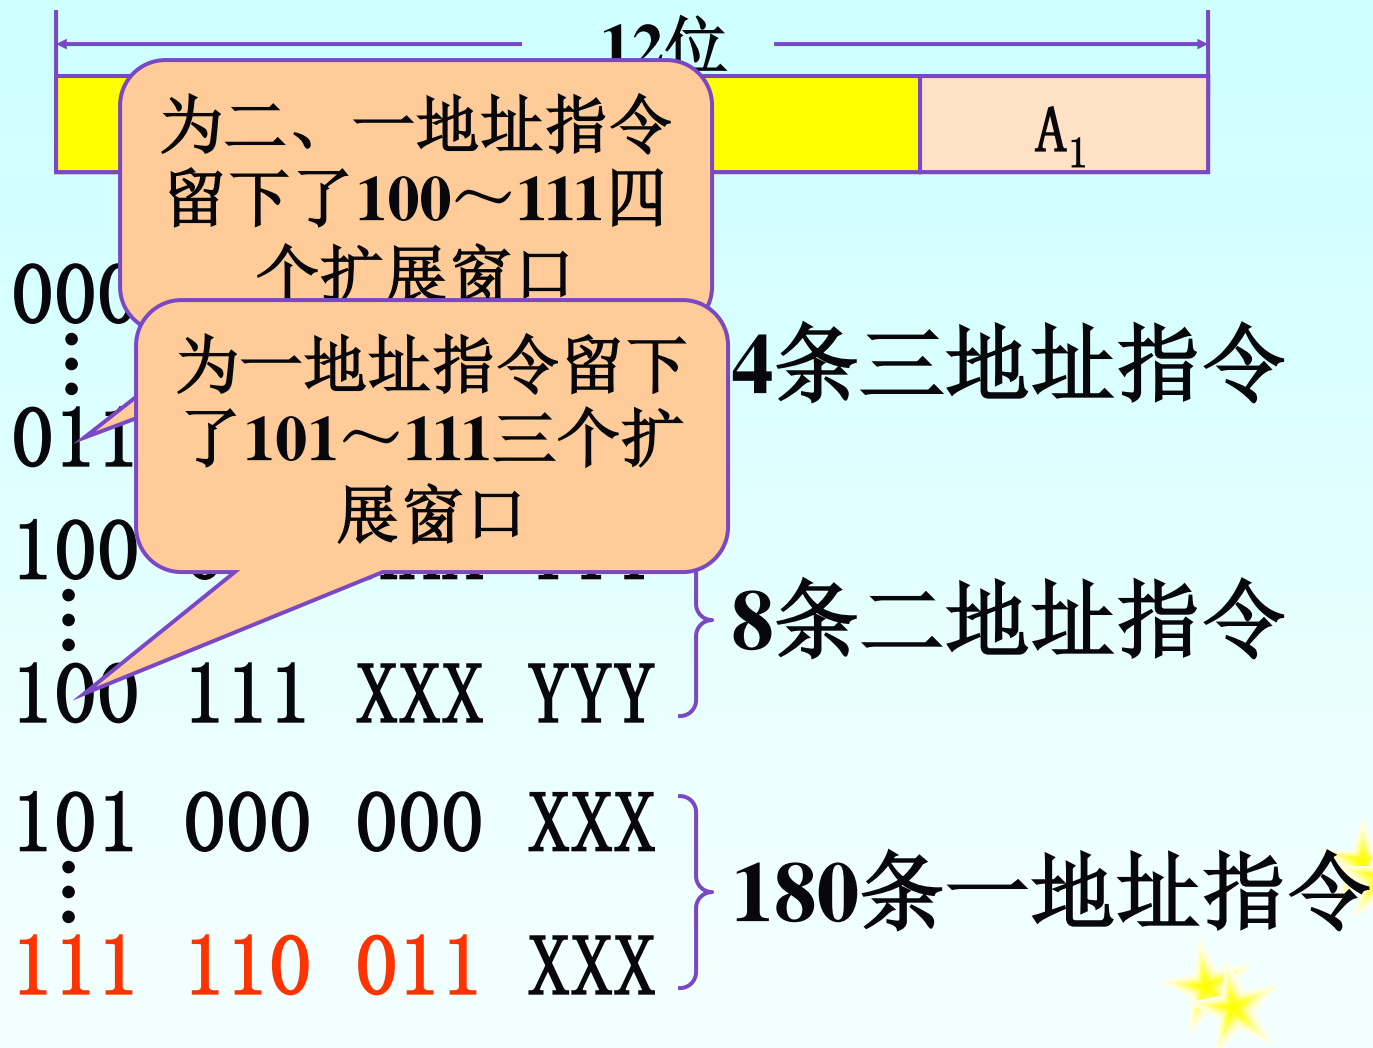 12位
A1
为二、一地址指令
留下了100～111四
个扩展窗口
000
为一地址指令留下
了101～111三个扩
展窗口
4条三地址指令
011
100
8条二地址指令
100 111 XXX YYY
101 000 000 XXX
180条一地址指令
111 110 011 XXX